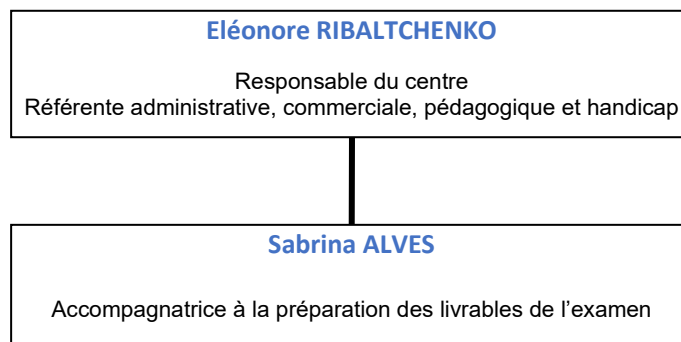 Eléonore RIBALTCHENKO
Responsable du centre
Référente administrative, commerciale, pédagogique et handicap
Sabrina ALVES
Accompagnatrice à la préparation des livrables de l’examen